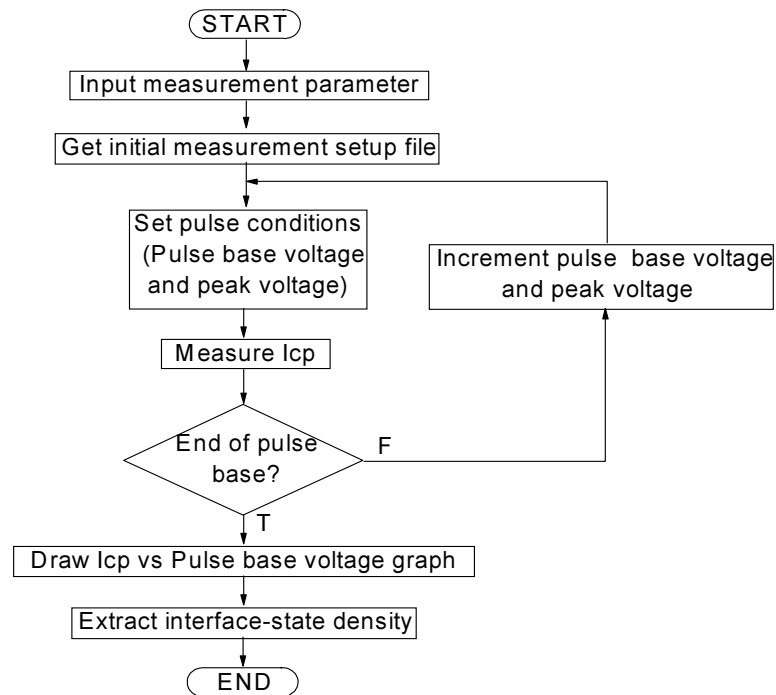 START
Input measurement parameter
Get initial measurement setup file
Set pulse conditions
(Pulse base voltage
and peak voltage)
Increment pulse base voltage
and peak voltage
Measure Icp
End of pulse
base?
F
T
Draw Icp vs Pulse base voltage graph
Extract interface-state density
END